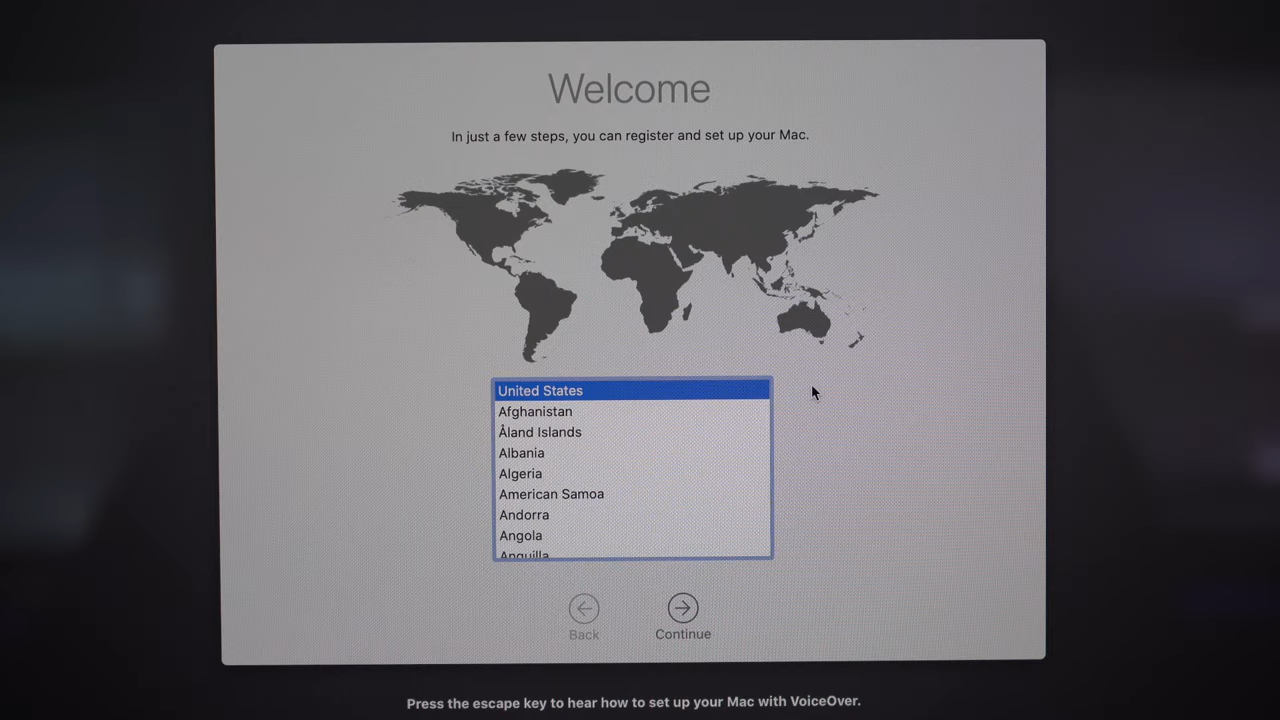 Welcome
In just a few steps, you can register and set up your Mac.
United States
Afghanistan
Åland Islands
Albania
Algeria
American Samoa
Andorra
Angola
Anguilla
Back
Continue
Press the escape key to hear how to set up your Mac with VoiceOver.